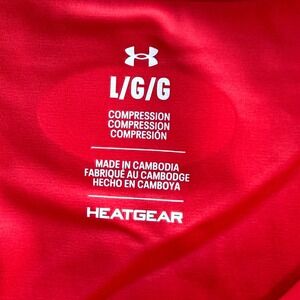 L/G/G
COMPRESSION
COMPRESSION
COMPRESIÓN
MADE IN CAMBODIA
FABRIQUÉ AU CAMBODGE
HECHO EN CAMBOYA
HEATGEAR